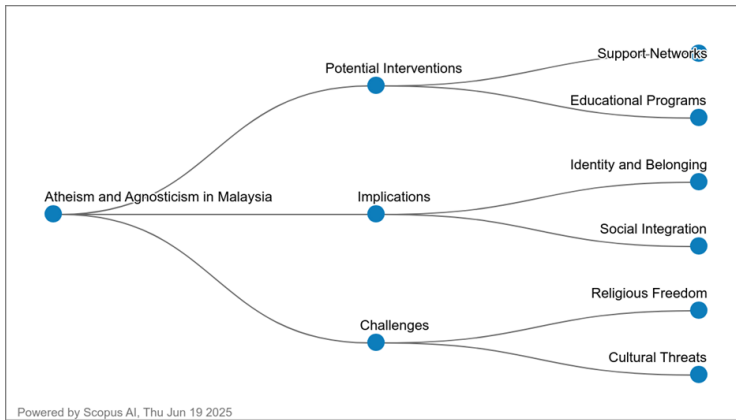 Support Networks
Potential Interventions
Educational Programs
Identity and Belonging
Atheism and Agnosticism in Malaysia
Implications
Social Integration
Religious Freedom
Challenges
Cultural Threats
Powered by Scopus AI, Thu Jun 19 2025